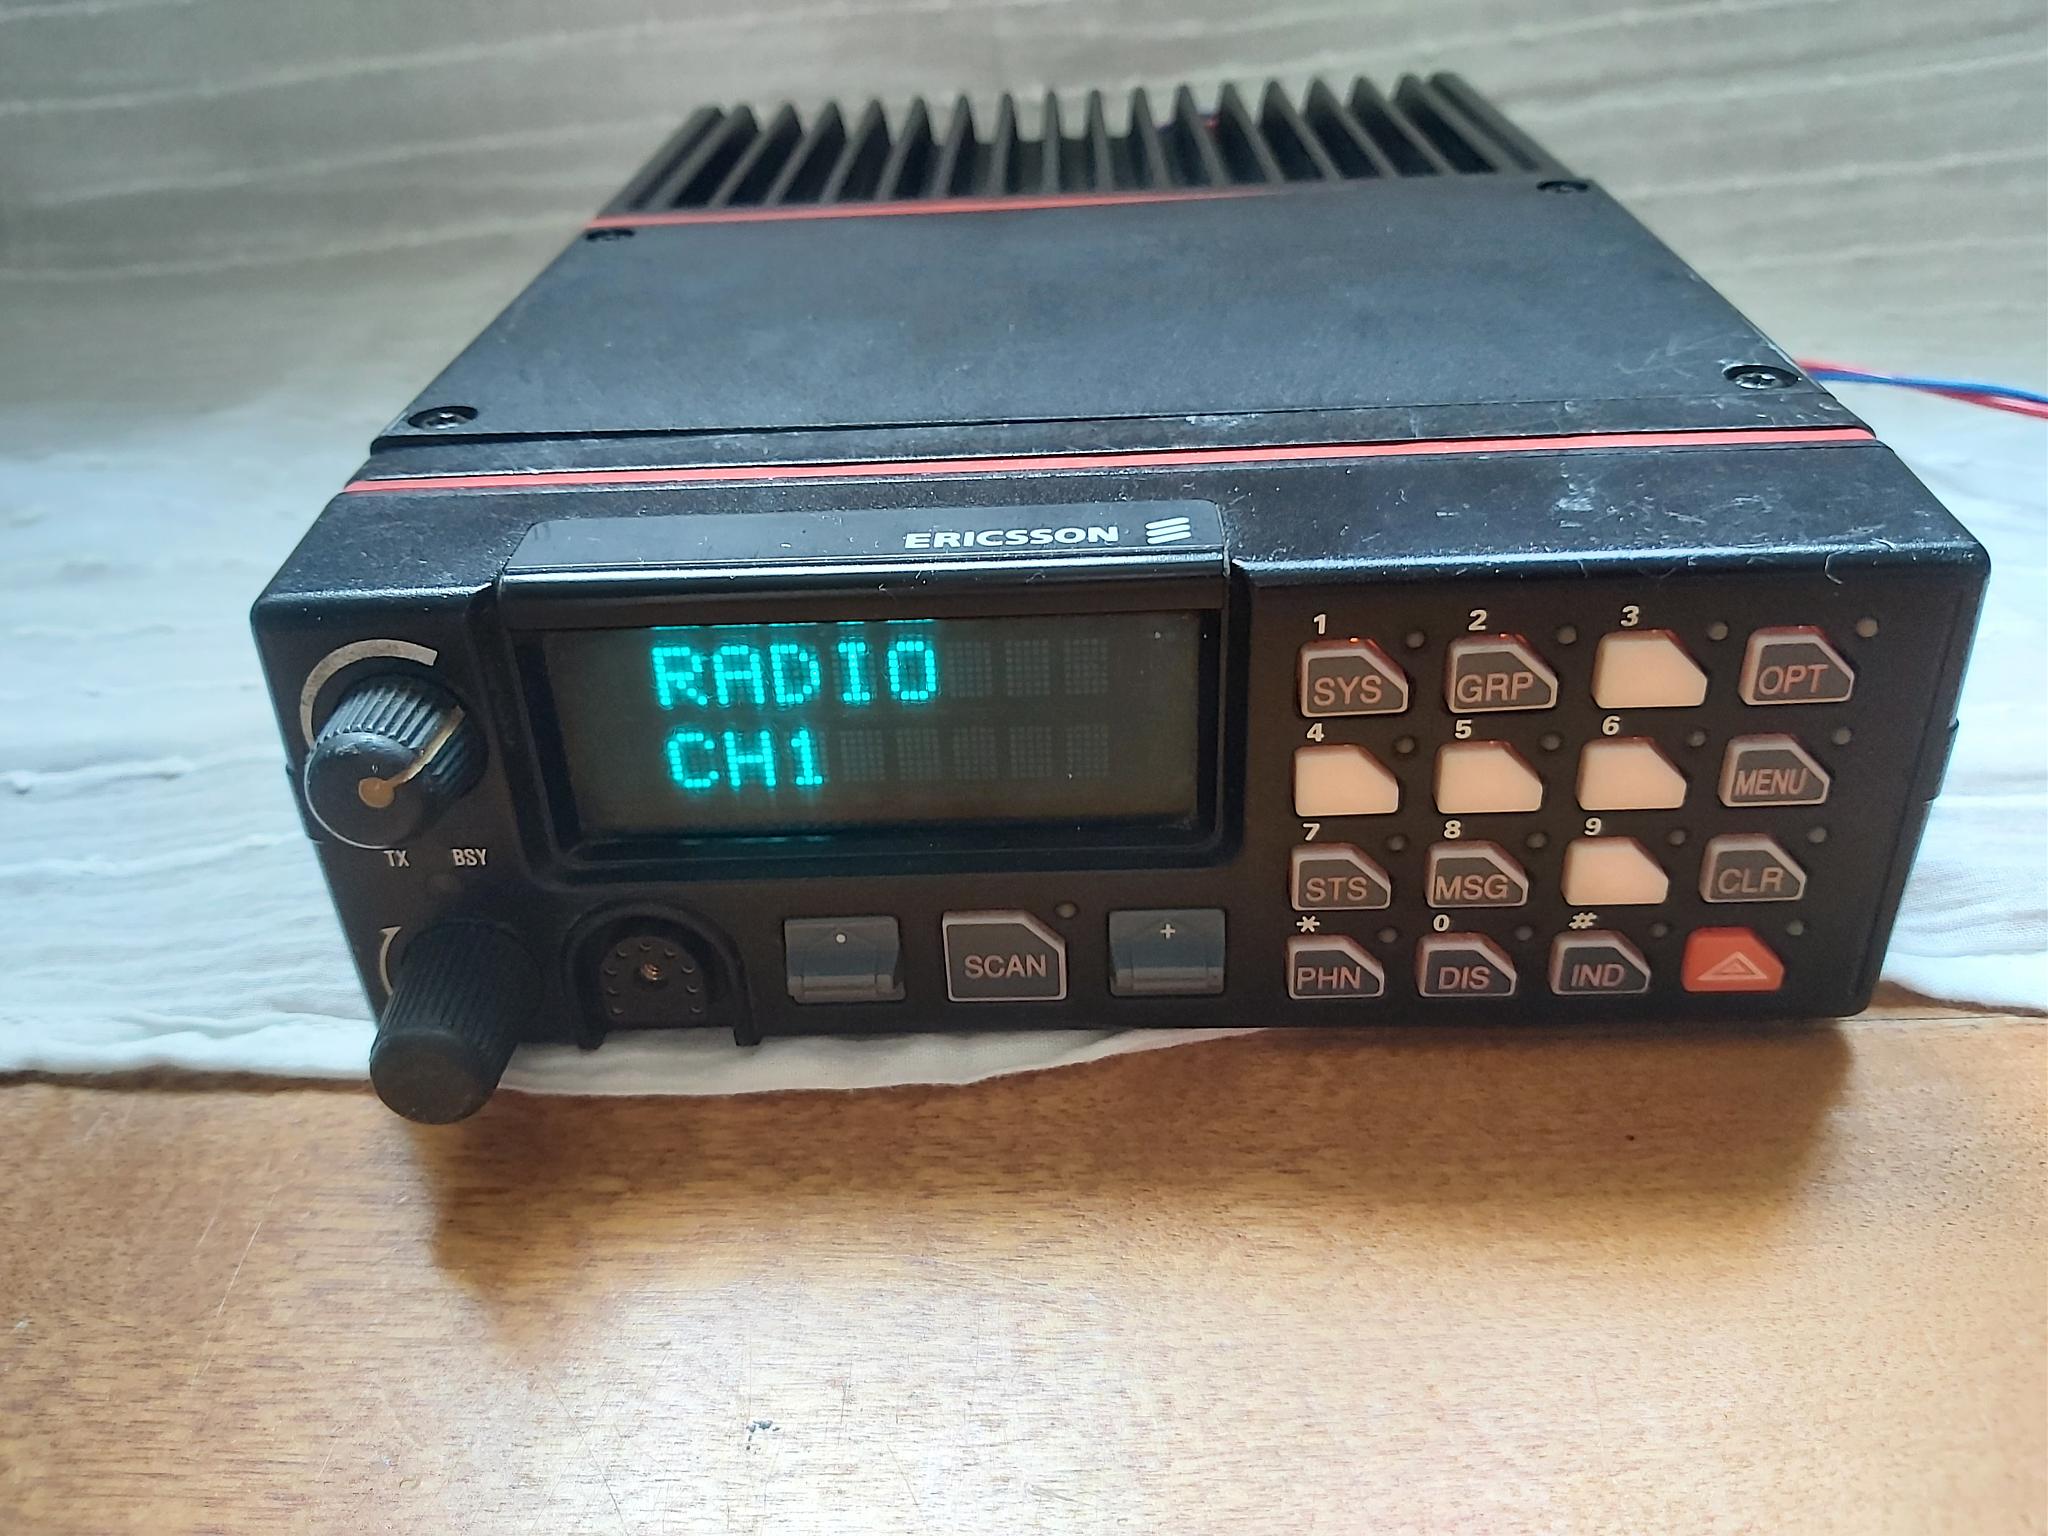 ERICSSON
RADIO
CH1
TX BSY
• SCAN +
1 2 3
SYS GRP OPT
4 5 6
MENU
7 8 9
STS MSG CLR
* 0 #
PHN DIS IND